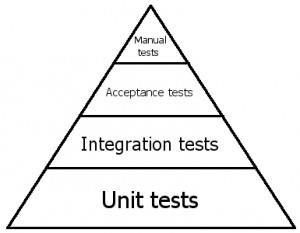 Manual
tests
Acceptance tests
Integration tests
Unit tests